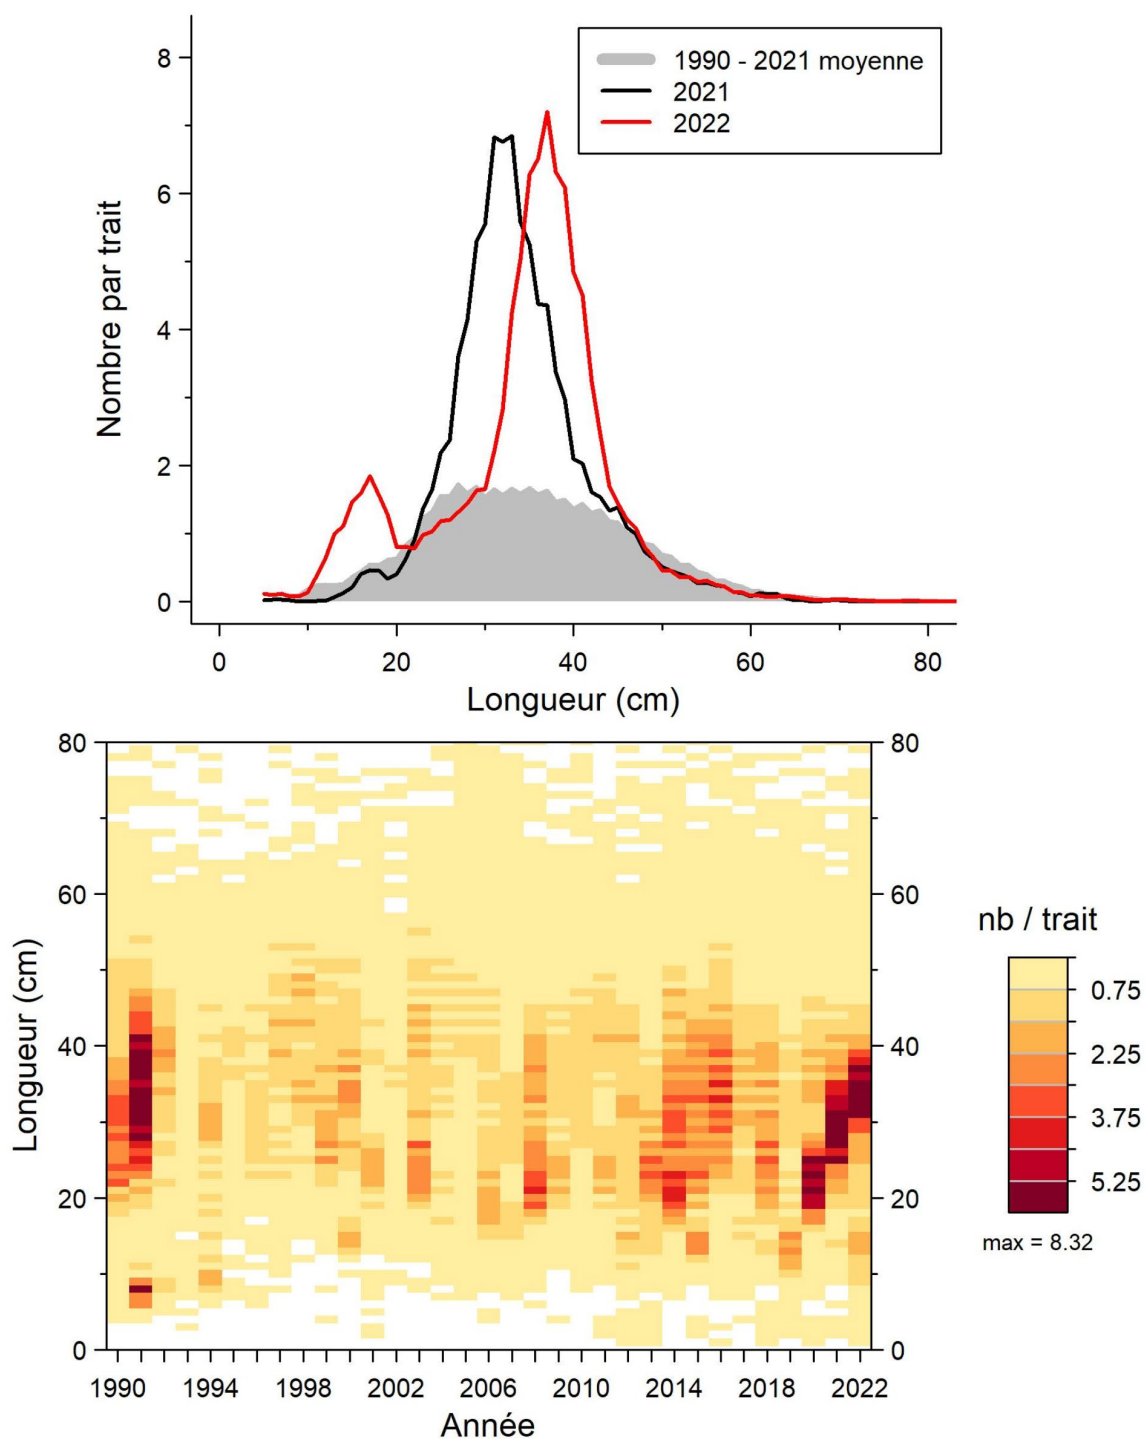 8
6
4
2
0
Nombre par trait
1990 - 2021 moyenne
2021
2022
0 20 40 60 80
Longueur (cm)
80
60
40
20
0
Longueur (cm)
80
60
40
20
0
1990 1994 1998 2002 2006 2010 2014 2018 2022
Année
nb / trait
0.75
2.25
3.75
5.25
max = 8.32